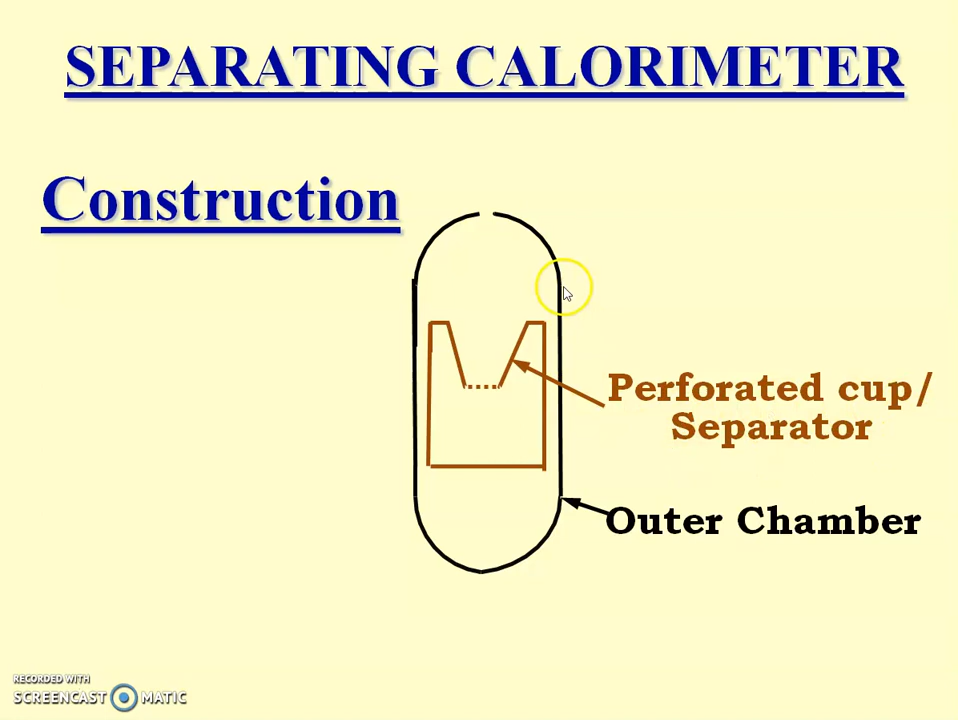 SEPARATING CALORIMETER
Construction
Perforated cup/
Separator
Outer Chamber
RECORDED WITH
SCREENCAST MATIC